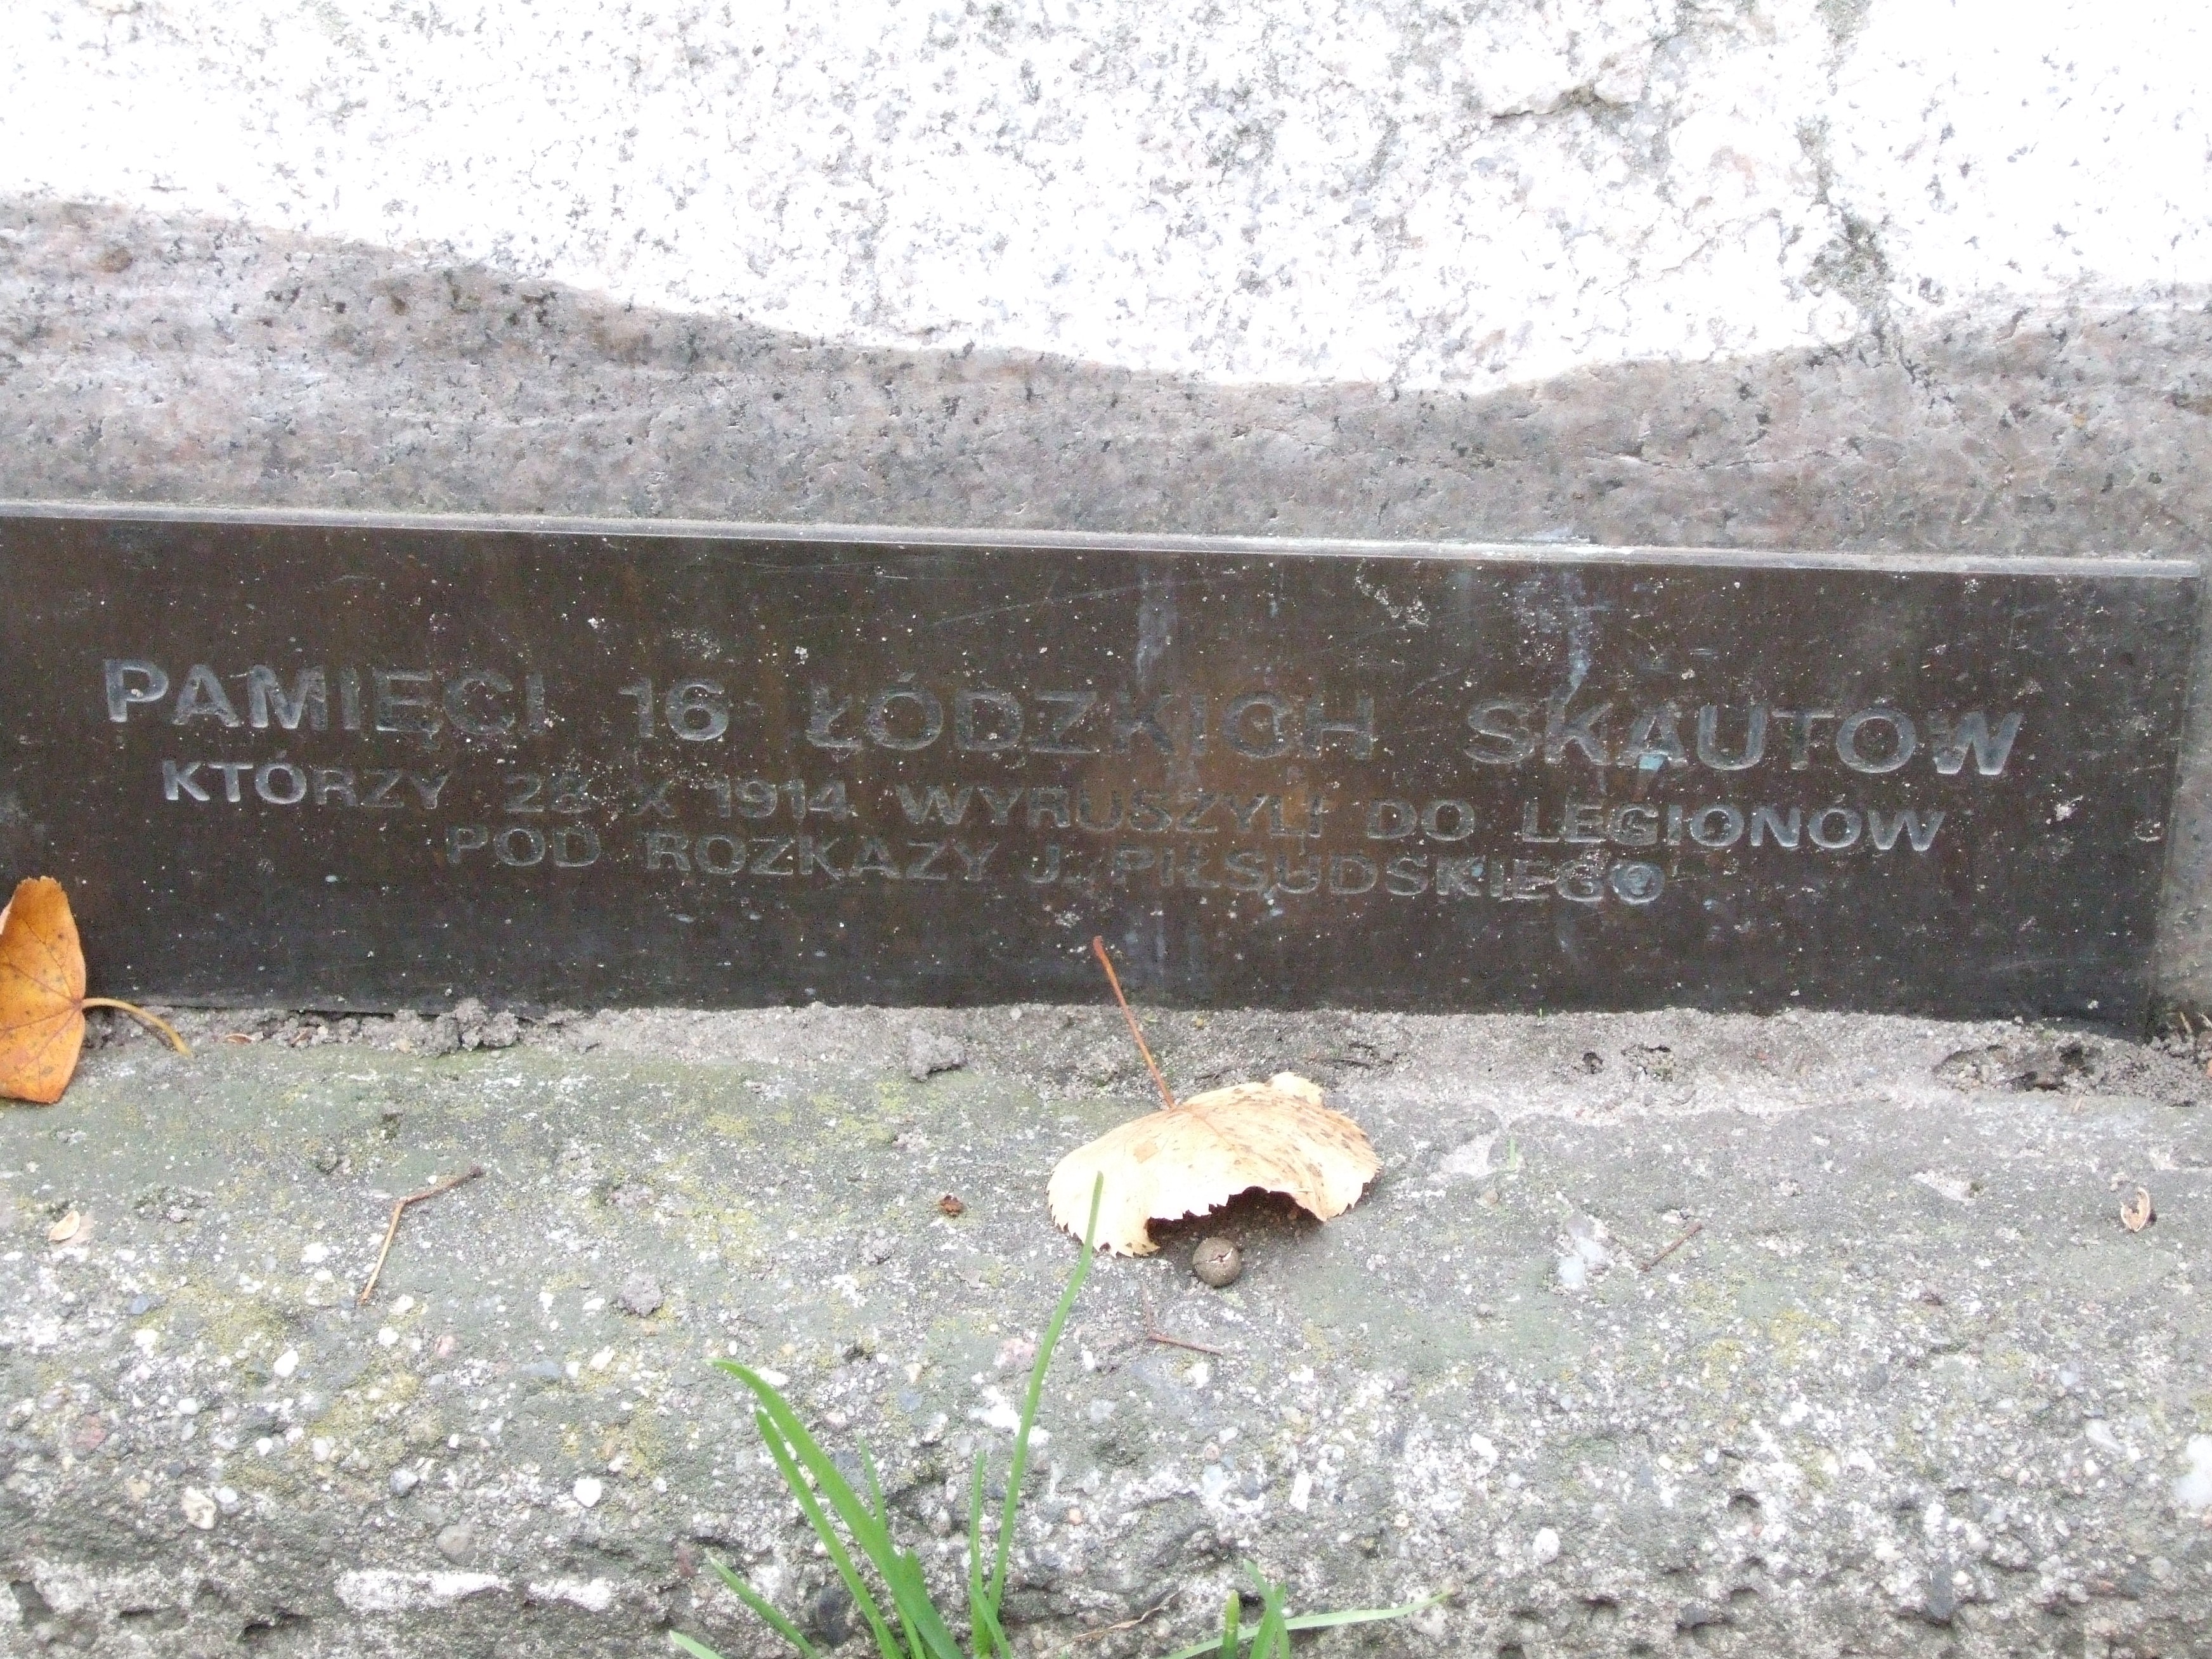 PAMIĘCI 16 ŁÓDZKICH SKAUTÓW
KTÓRZY 28 X 1914 WYRUSZYLI DO LEGIONÓW
POD ROZKAZY J. PIŁSUDSKIEGO